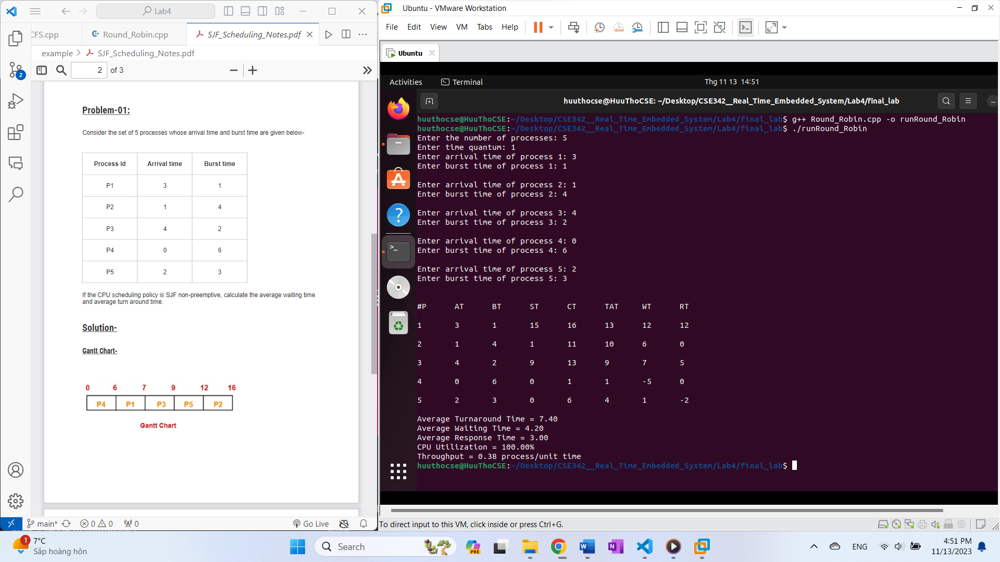 Lab4
CFS.cpp
Round_Robin.cpp
SJF_Scheduling_Notes.pdf
example > SJF_Scheduling_Notes.pdf
2 of 3
Problem-01:
Consider the set of 5 processes whose arrival time and burst time are given below-
Process Id Arrival time Burst time
P1 3 1
P2 1 4
P3 4 2
P4 0 6
P5 2 3
If the CPU scheduling policy is SJF non-preemptive, calculate the average waiting time
and average turn around time.
Solution-
Gantt Chart-
0 6 7 9 12 16
P4 P1 P3 P5 P2
Gantt Chart
2
main* 0 0 0 Go Live
Ubuntu - VMware Workstation
File Edit View VM Tabs Help
Ubuntu
Activities Terminal Thg 11 13 14:51
huuthocse@HuuThoCSE: ~/Desktop/CSE342__Real_Time_Embedded_System/Lab4/final_lab
huuthocse@HuuThoCSE:~/Desktop/CSE342__Real_Time_Embedded_System/Lab4/final_lab$ g++ Round_Robin.cpp -o runRound_Robin
huuthocse@HuuThoCSE:~/Desktop/CSE342__Real_Time_Embedded_System/Lab4/final_lab$ ./runRound_Robin
Enter the number of processes: 5
Enter time quantum: 1
Enter arrival time of process 1: 3
Enter burst time of process 1: 1
Enter arrival time of process 2: 1
Enter burst time of process 2: 4
Enter arrival time of process 3: 4
Enter burst time of process 3: 2
Enter arrival time of process 4: 0
Enter burst time of process 4: 6
Enter arrival time of process 5: 2
Enter burst time of process 5: 3
#P AT BT ST CT TAT WT RT
1 3 1 15 16 13 12 12
2 1 4 1 11 10 6 0
3 4 2 9 13 9 7 5
4 0 6 0 1 1 -5 0
5 2 3 0 6 4 1 -2
Average Turnaround Time = 7.40
Average Waiting Time = 4.20
Average Response Time = 3.00
CPU Utilization = 100.00%
Throughput = 0.38 process/unit time
huuthocse@HuuThoCSE:~/Desktop/CSE342__Real_Time_Embedded_System/Lab4/final_lab$
To direct input to this VM, click inside or press Ctrl+G.
1
7°C
Sắp hoàng hôn
Search
PRE
ENG
4:51 PM
11/13/2023